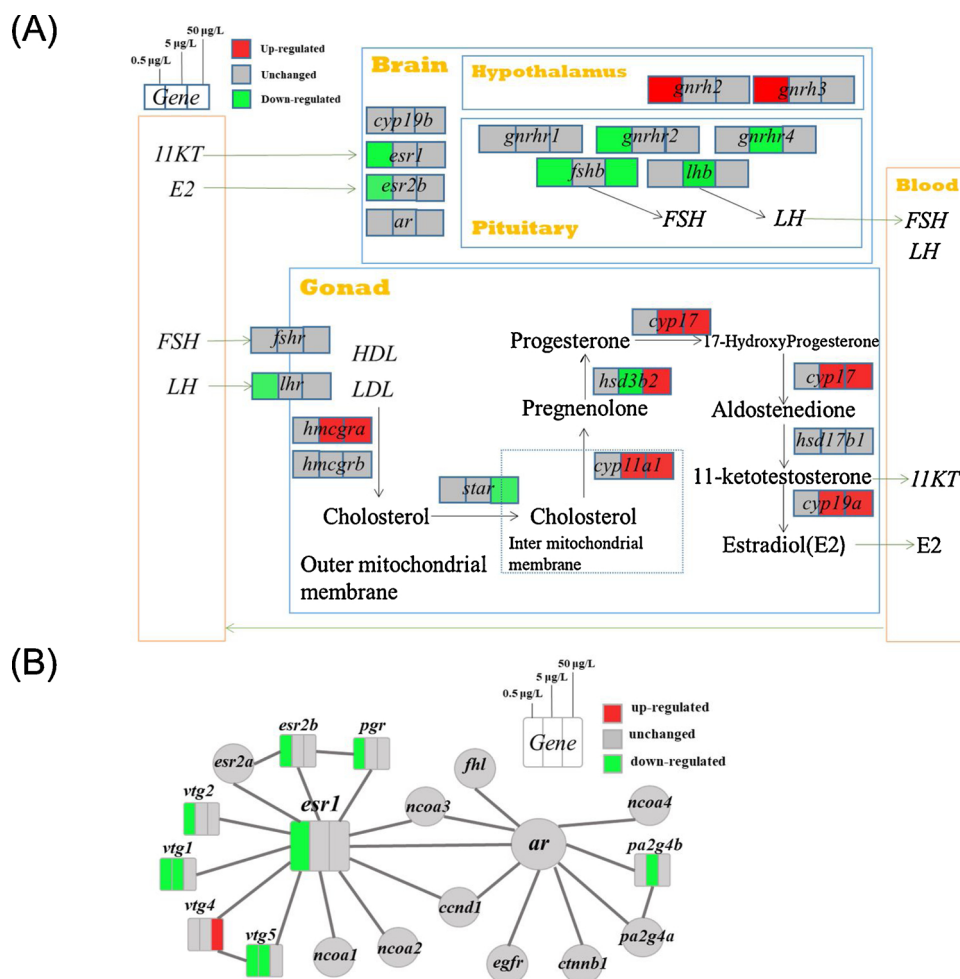 (A)
0.5 µg/L
5 µg/L
50 µg/L
Gene
Up-regulated
Unchanged
Down-regulated
Brain
Hypothalamus
gnrh2
gnrh3
cyp19b
esr1
esr2b
ar
gnrhr1
gnrhr2
gnrhr4
fshb
lhb
FSH
LH
Pituitary
11KT
E2
Blood
FSH
LH
Gonad
FSH
LH
fshr
lhr
HDL
LDL
hmcgra
hmcgrb
star
Cholosterol
Cholosterol
Inter mitochondrial
membrane
Outer mitochondrial
membrane
cyp11a1
Pregnenolone
hsd3b2
Progesterone
cyp17
17-HydroxyProgesterone
cyp17
Aldostenedione
hsd17b1
11-ketotestosterone
11KT
cyp19a
Estradiol(E2)
E2
(B)
0.5 µg/L
5 µg/L
50 µg/L
Gene
up-regulated
unchanged
down-regulated
esr2b
pgr
esr2a
fhl
vtg2
esr1
ncoa3
ncoa4
vtg1
ar
pa2g4b
vtg4
vtg5
ccnd1
ncoa1
ncoa2
egfr
ctnnb1
pa2g4a